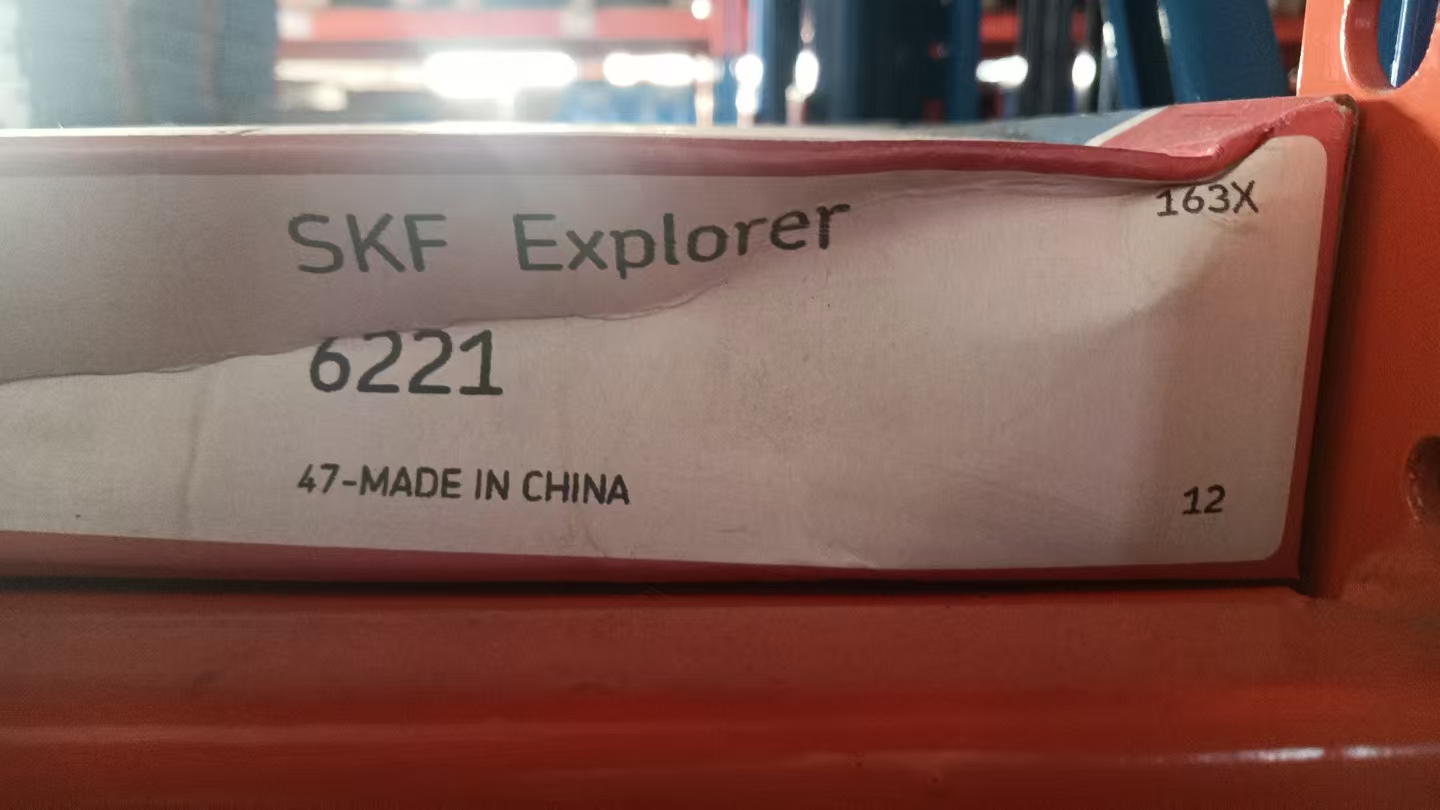 163X
SKF Explorer
6221
47-MADE IN CHINA
12